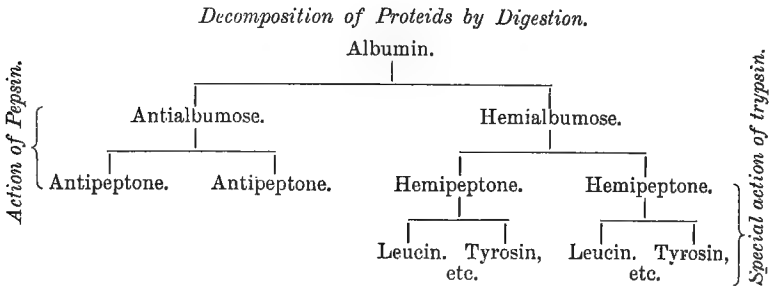 Decomposition of Proteids by Digestion.
Albumin.
Antialbumose. Hemialbumose.
Antipeptone. Antipeptone. Hemipeptone. Hemipeptone.
Leucin. Tyrosin, Leucin. Tyrosin,
etc. etc.
Action of Pepsin.
Special action of trypsin.